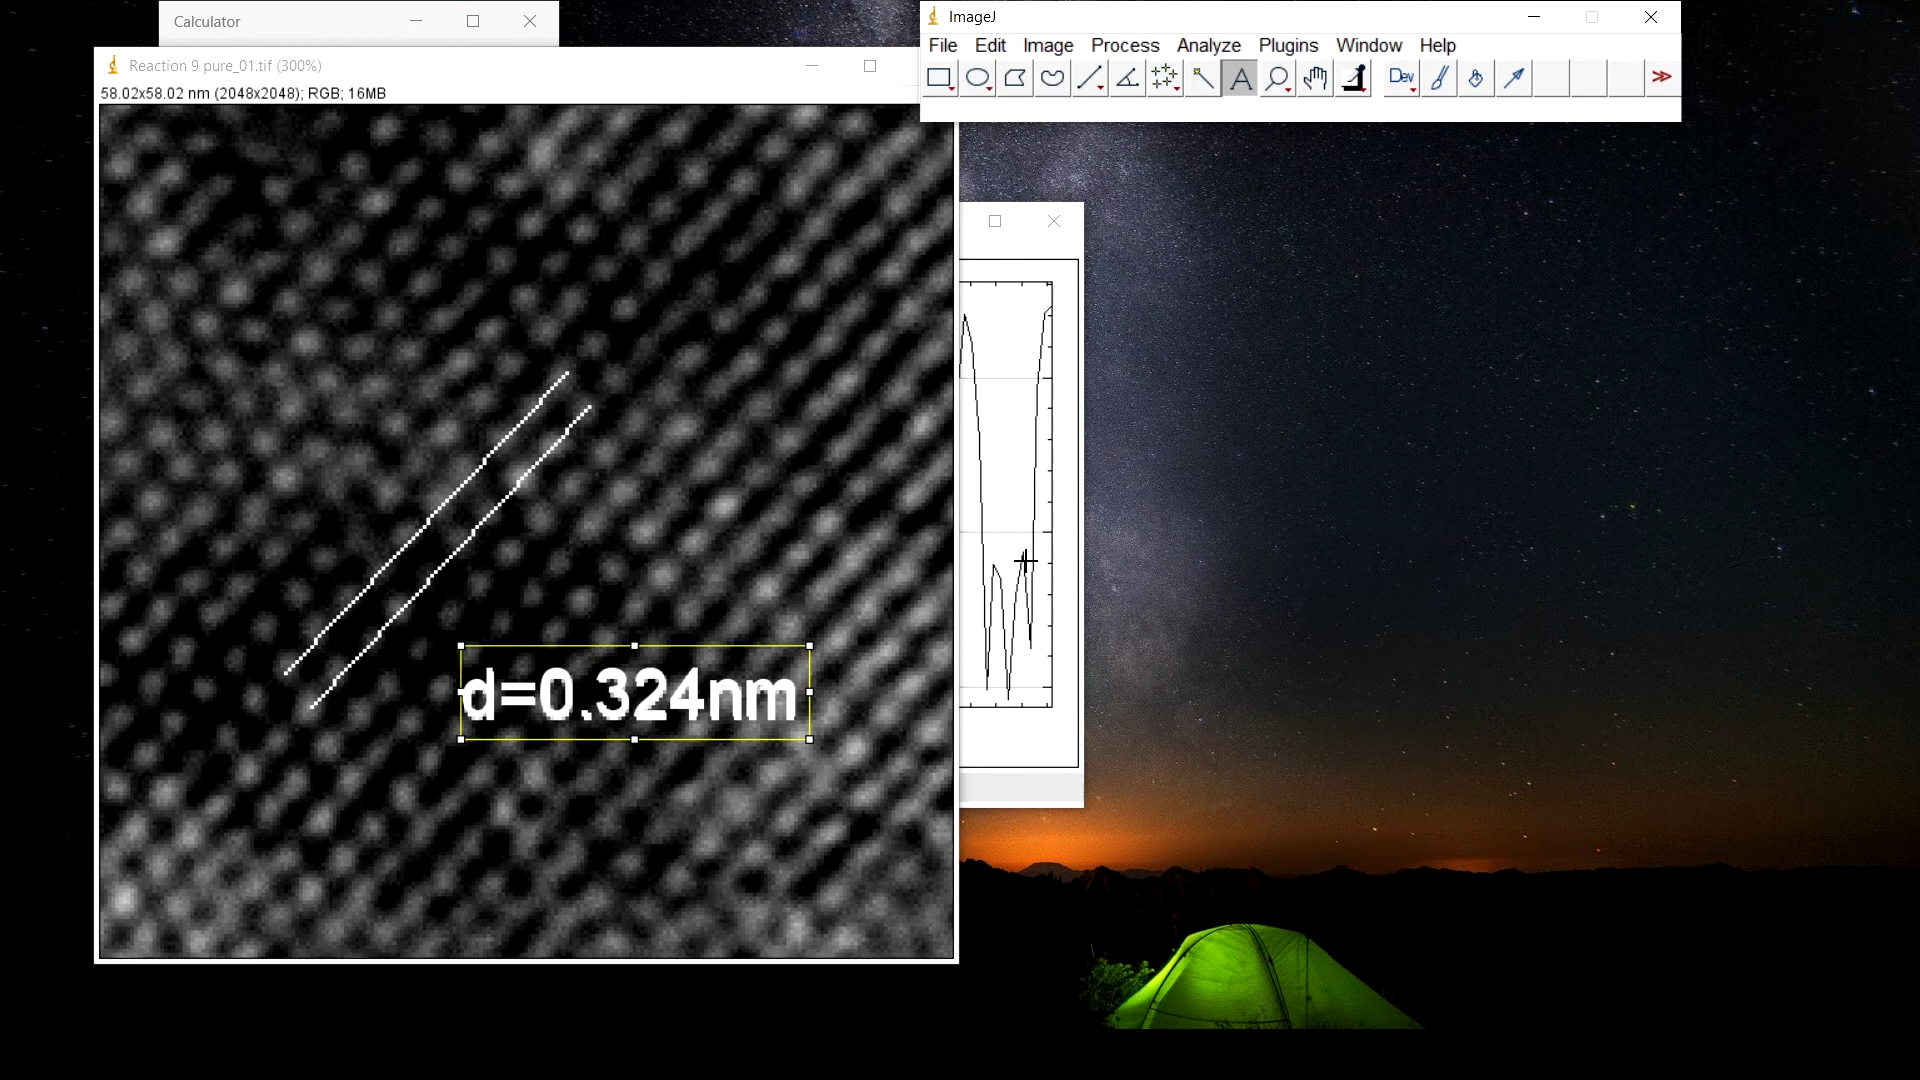 Calculator
ImageJ
File Edit Image Process Analyze Plugins Window Help
Dev
Reaction 9 pure_01.tif (300%)
58.02x58.02 nm (2048x2048); RGB; 16MB
d=0.324nm